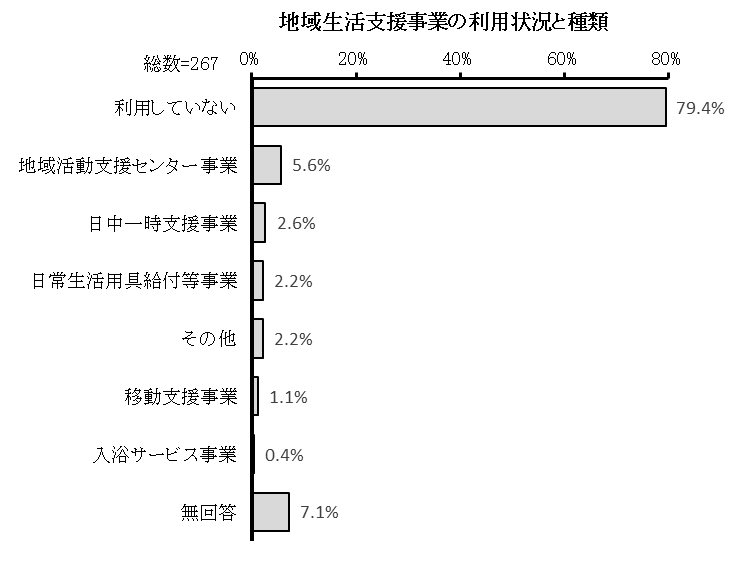 地域生活支援事業の利用状況と種類
総数=267
0% 20% 40% 60% 80%
利用していない 79.4%
地域活動支援センター事業 5.6%
日中一時支援事業 2.6%
日常生活用具給付等事業 2.2%
その他 2.2%
移動支援事業 1.1%
入浴サービス事業 0.4%
無回答 7.1%